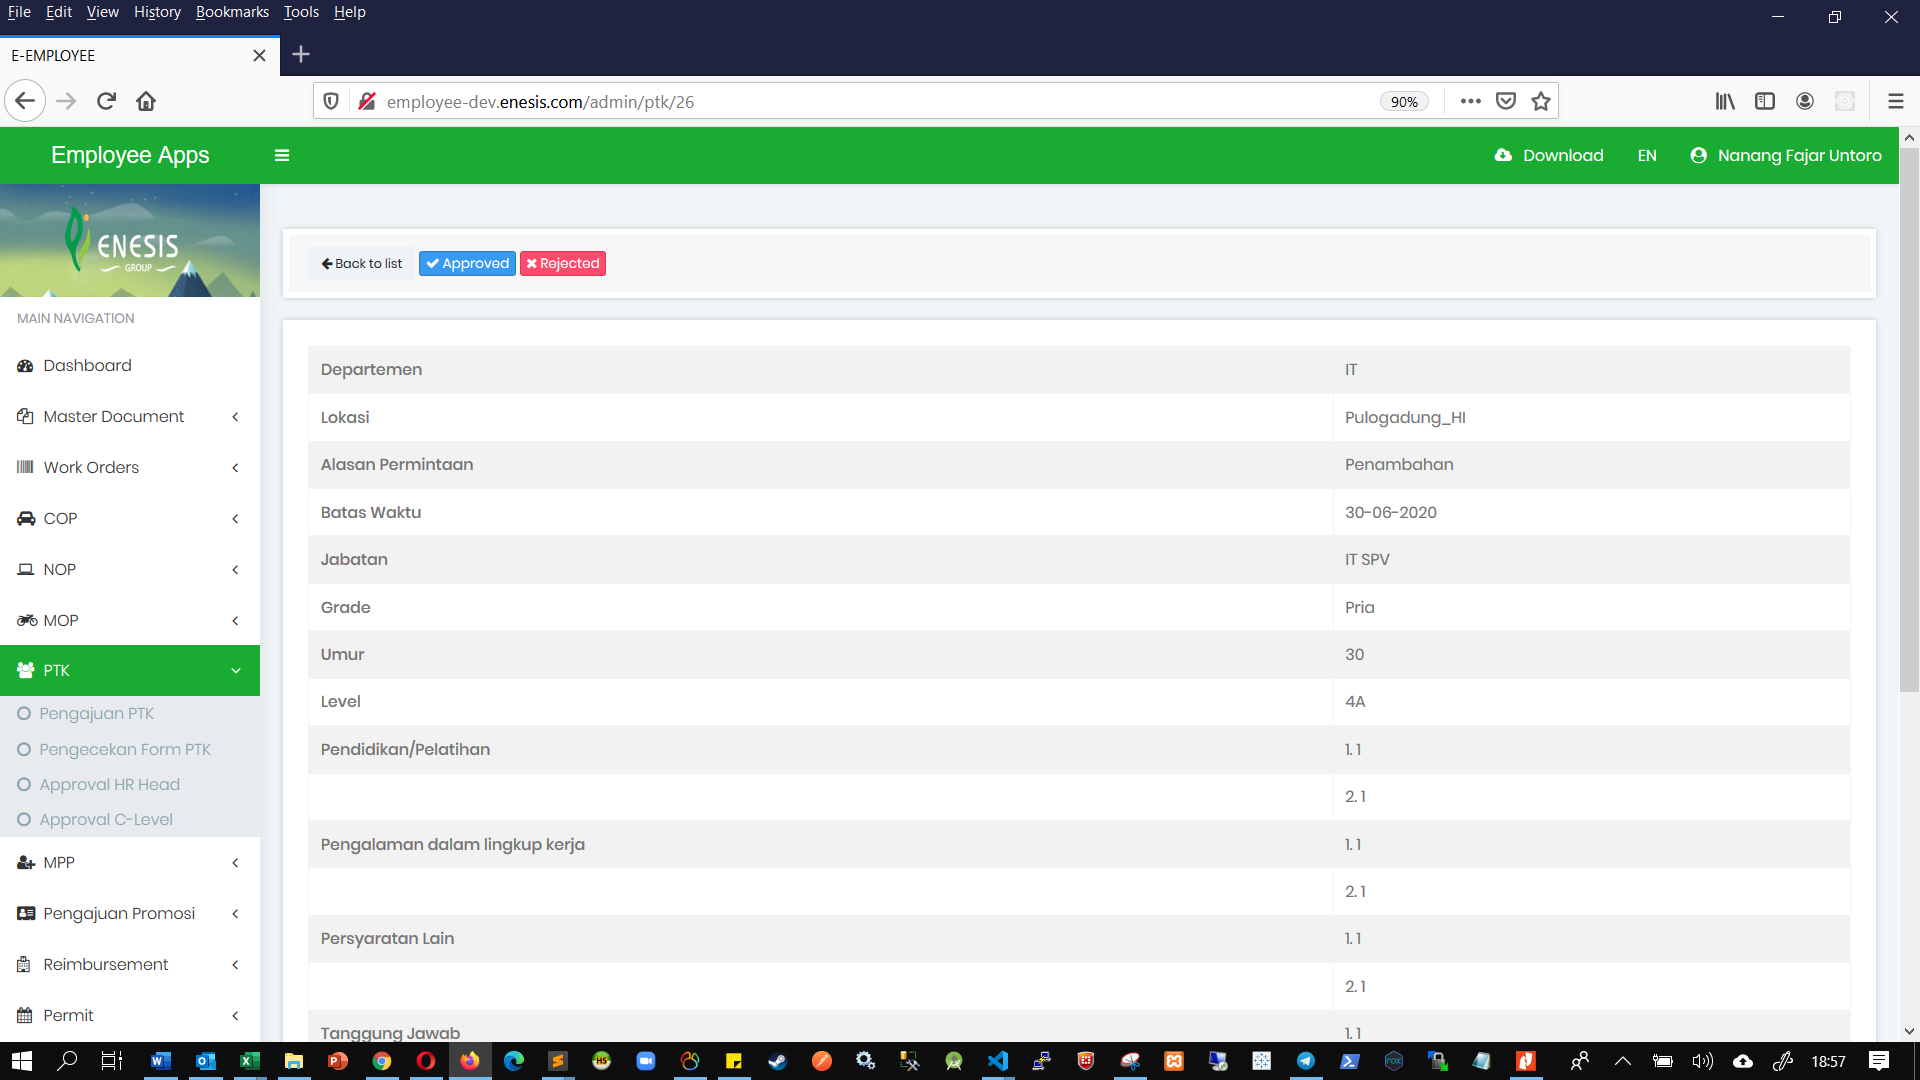 File Edit View History Bookmarks Tools Help
E-EMPLOYEE
employee-dev.enesis.com/admin/ptk/26
90%
Employee Apps
Download EN Nanang Fajar Untoro
ENESIS
GROUP
Back to list Approved Rejected
MAIN NAVIGATION
Dashboard
Master Document
Work Orders
COP
NOP
MOP
PTK
Pengajuan PTK
Pengecekan Form PTK
Approval HR Head
Approval C-Level
MPP
Pengajuan Promosi
Reimbursement
Permit
Departemen IT
Lokasi Pulogadung_HI
Alasan Permintaan Penambahan
Batas Waktu 30-06-2020
Jabatan IT SPV
Grade Pria
Umur 30
Level 4A
Pendidikan/Pelatihan 1. 1
2. 1
Pengalaman dalam lingkup kerja 1. 1
2. 1
Persyaratan Lain 1. 1
2. 1
Tanggung Jawab 1. 1
18:57